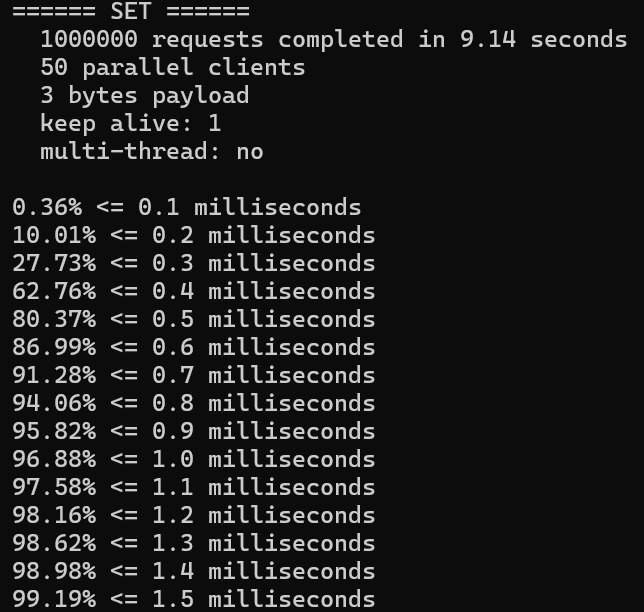 ====== SET ======
1000000 requests completed in 9.14 seconds
50 parallel clients
3 bytes payload
keep alive: 1
multi-thread: no
0.36% <= 0.1 milliseconds
10.01% <= 0.2 milliseconds
27.73% <= 0.3 milliseconds
62.76% <= 0.4 milliseconds
80.37% <= 0.5 milliseconds
86.99% <= 0.6 milliseconds
91.28% <= 0.7 milliseconds
94.06% <= 0.8 milliseconds
95.82% <= 0.9 milliseconds
96.88% <= 1.0 milliseconds
97.58% <= 1.1 milliseconds
98.16% <= 1.2 milliseconds
98.62% <= 1.3 milliseconds
98.98% <= 1.4 milliseconds
99.19% <= 1.5 milliseconds